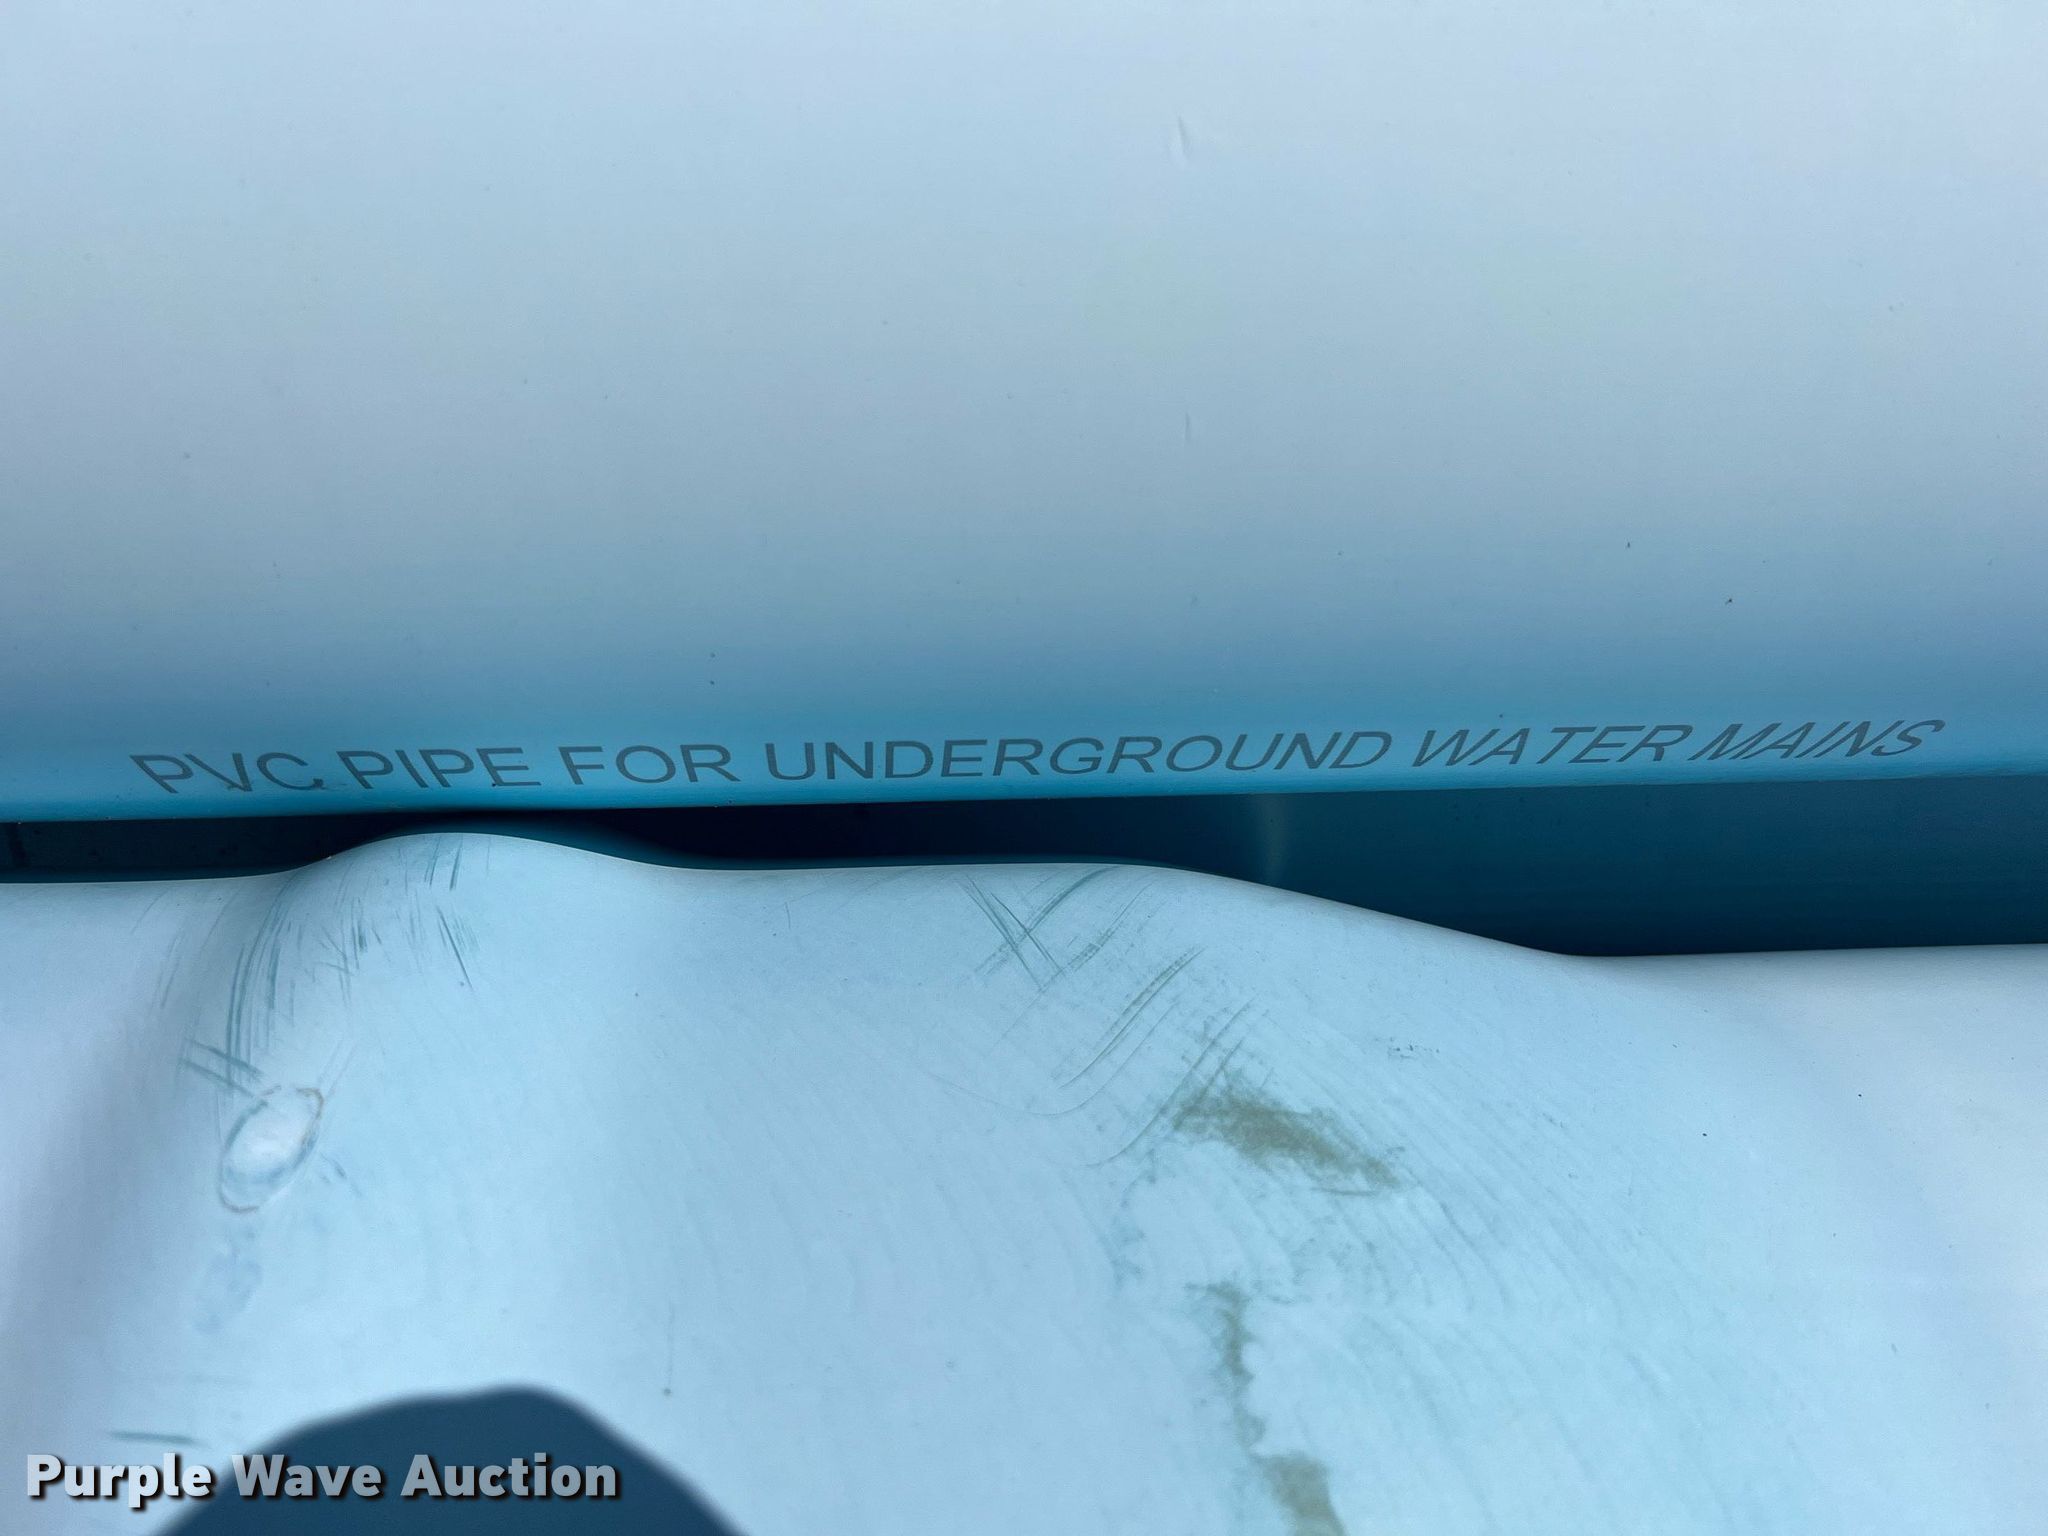 PVC PIPE FOR UNDERGROUND WATER MAINS
Purple Wave Auction